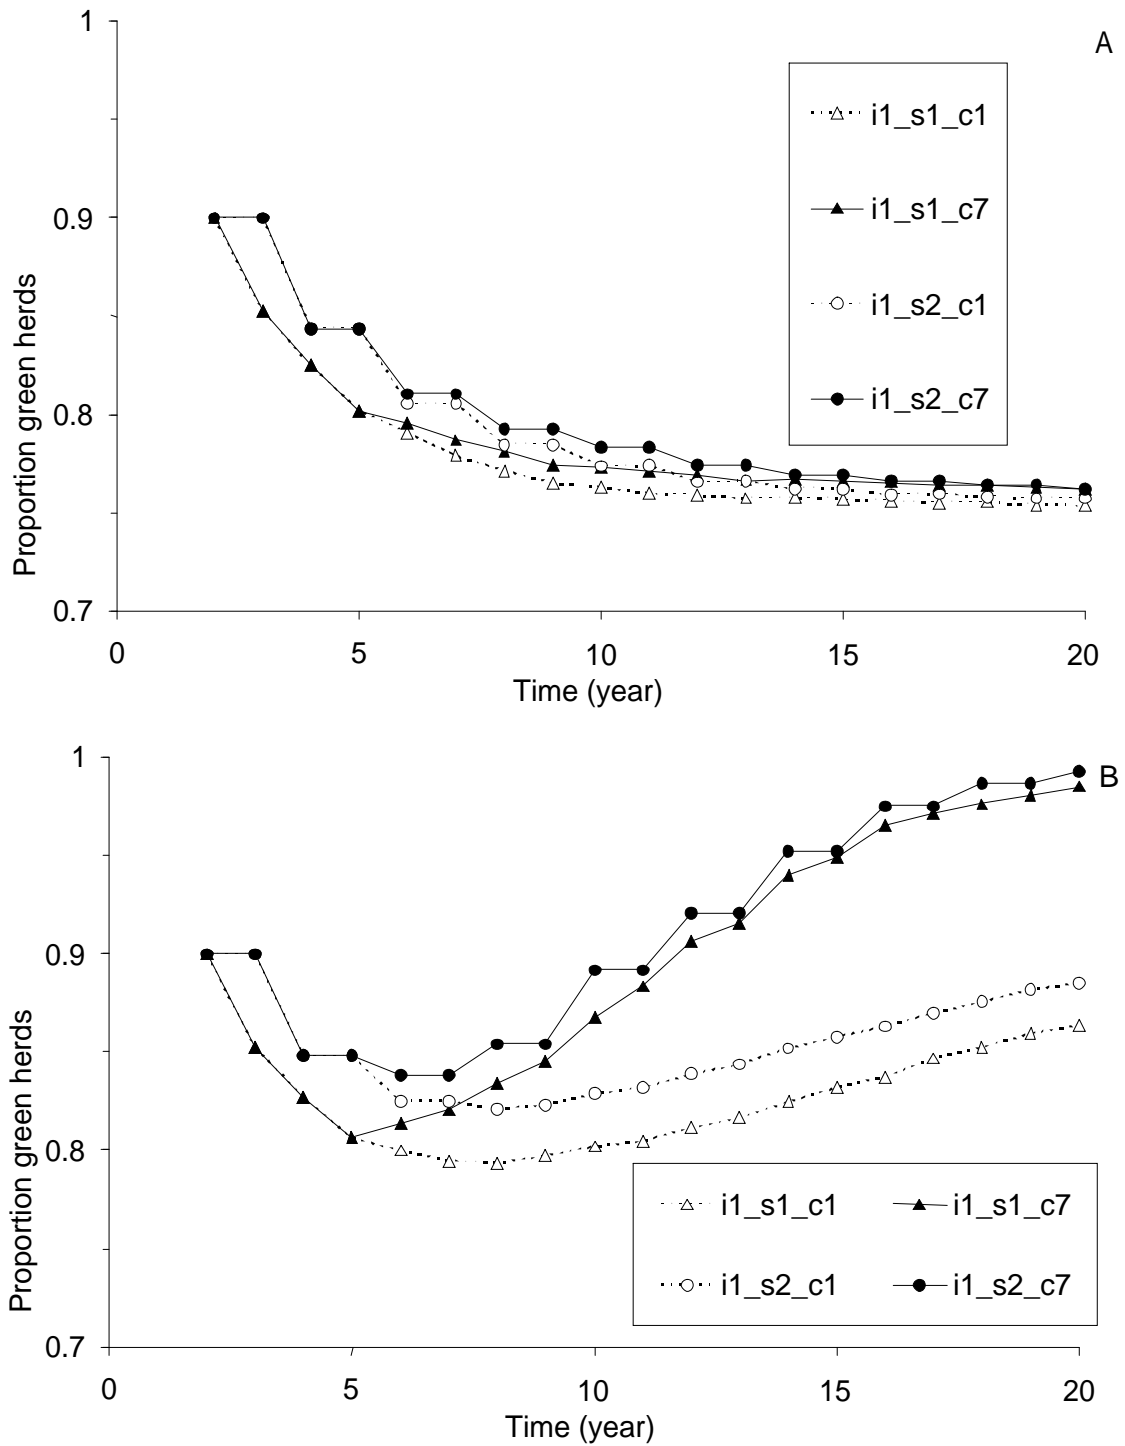 1
A
i1_s1_c1
i1_s1_c7
i1_s2_c1
i1_s2_c7
0.9
0.8
0.7
Proportion green herds
0 5 10 15 20
Time (year)
1
B
0.9
0.8
0.7
Proportion green herds
i1_s1_c1 i1_s1_c7
i1_s2_c1 i1_s2_c7
0 5 10 15 20
Time (year)